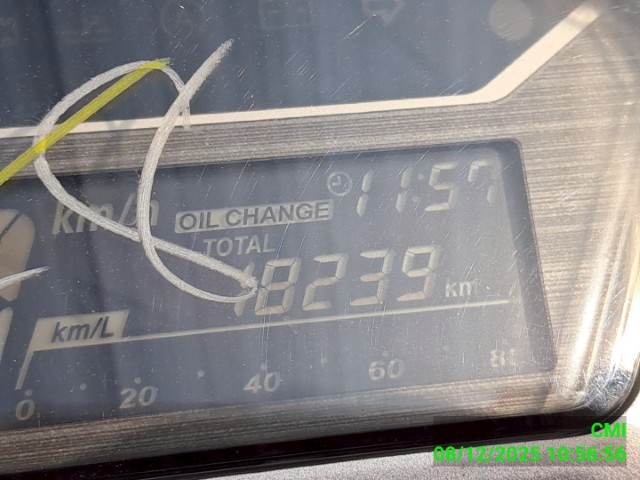 km/h OIL CHANGE 11:57
TOTAL
18239 km
km/L
0 20 40 60
CMI
08/12/2025 10:56:56